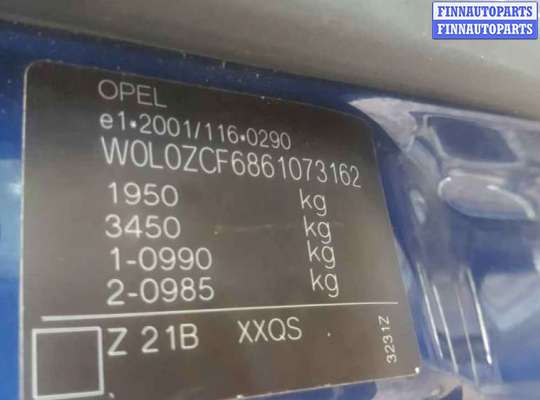 FINNAUTOPARTS
FINNAUTOPARTS
OPEL
e1*2001/116*0290
W0L0ZCF6861073162
1950 kg
3450 kg
1-0990 kg
2-0985 kg
Z 21B XXQS
3231Z